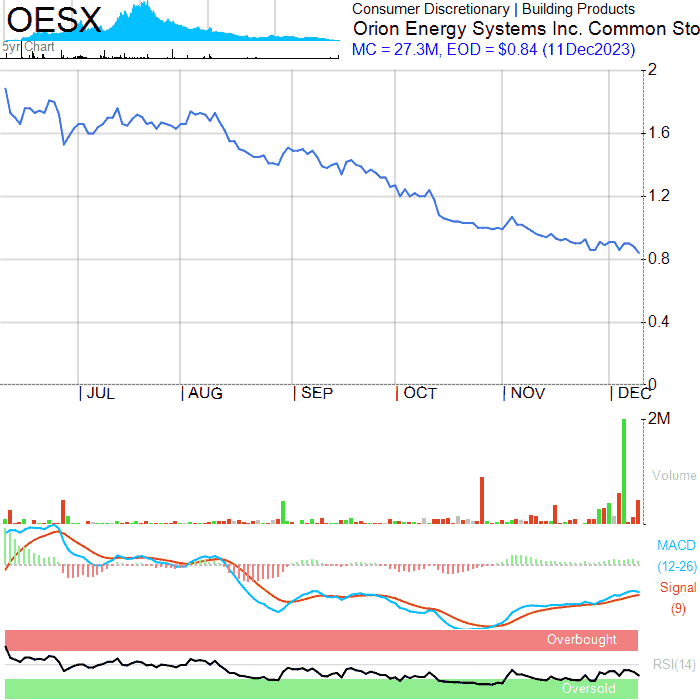 OESX
5yr Chart
Consumer Discretionary | Building Products
Orion Energy Systems Inc. Common Sto
MC = 27.3M, EOD = $0.84 (11Dec2023)
2
1.6
1.2
0.8
0.4
0
| JUL | AUG | SEP | OCT | NOV | DEC
2M
Volume
MACD
(12-26)
Signal
(9)
Overbought
RSI(14)
Oversold